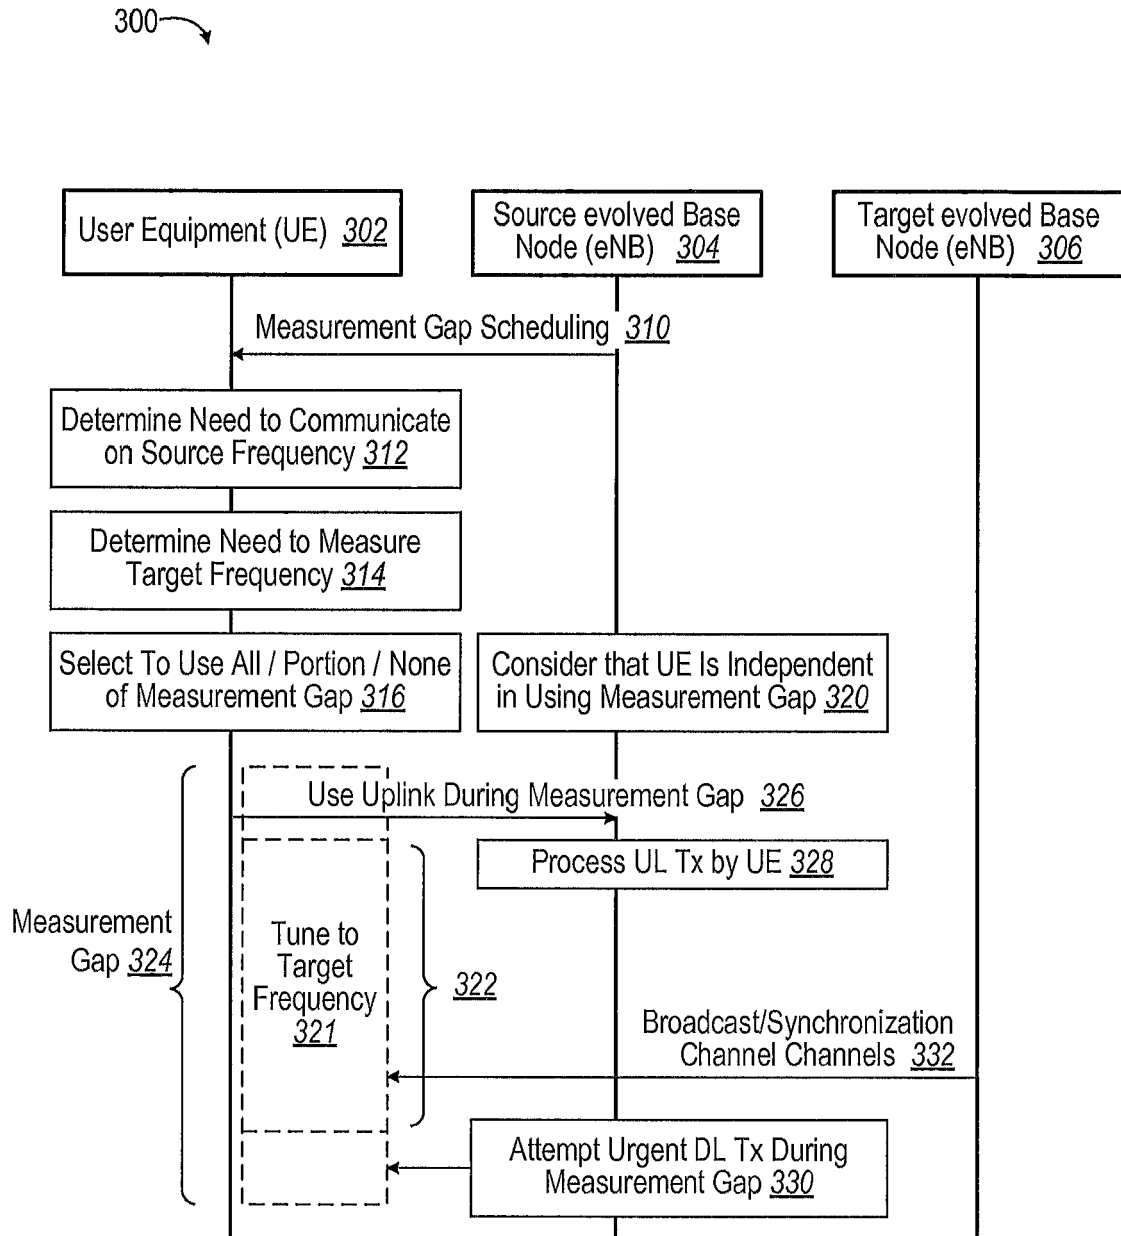 300
User Equipment (UE) 302
Source evolved Base
Node (eNB) 304
Target evolved Base
Node (eNB) 306
Measurement Gap Scheduling 310
Determine Need to Communicate
on Source Frequency 312
Determine Need to Measure
Target Frequency 314
Select To Use All / Portion / None
of Measurement Gap 316
Consider that UE Is Independent
in Using Measurement Gap 320
Use Uplink During Measurement Gap 326
Process UL Tx by UE 328
Measurement
Gap 324
Tune to
Target
Frequency
321
322
Broadcast/Synchronization
Channel Channels 332
Attempt Urgent DL Tx During
Measurement Gap 330